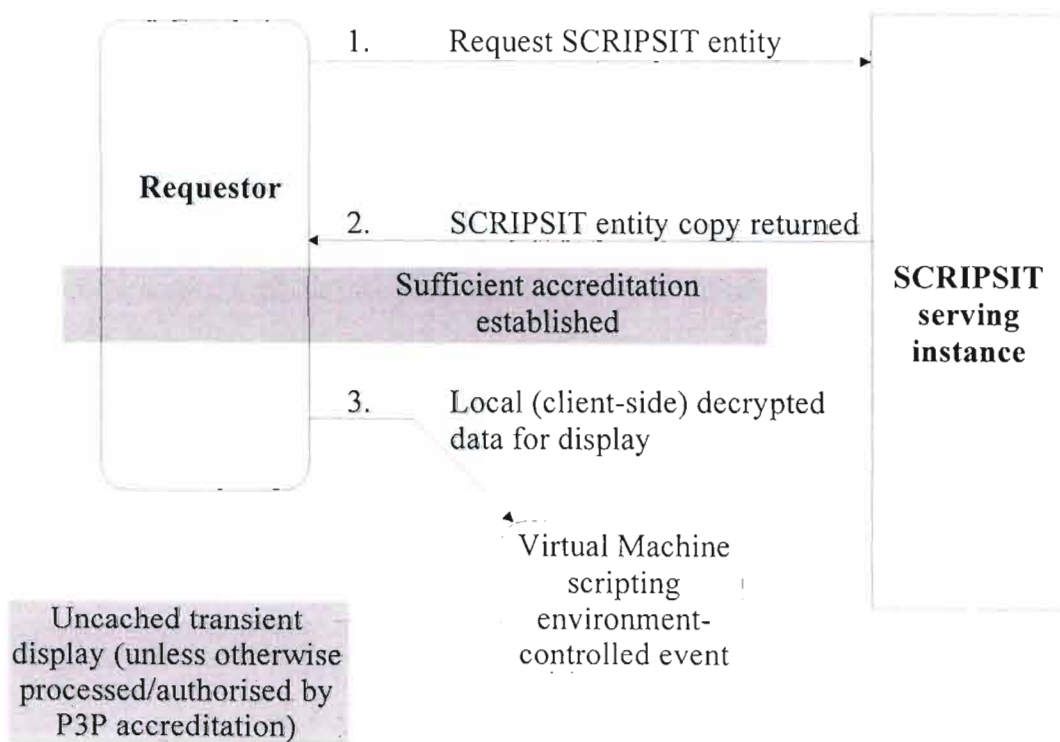 1. Request SCRIPSIT entity
Requestor
2. SCRIPSIT entity copy returned
Sufficient accreditation
established
SCRIPSIT
serving
instance
3. Local (client-side) decrypted
data for display
Virtual Machine
scripting
environment-
controlled event
Uncached transient
display (unless otherwise
processed/authorised by
P3P accreditation)